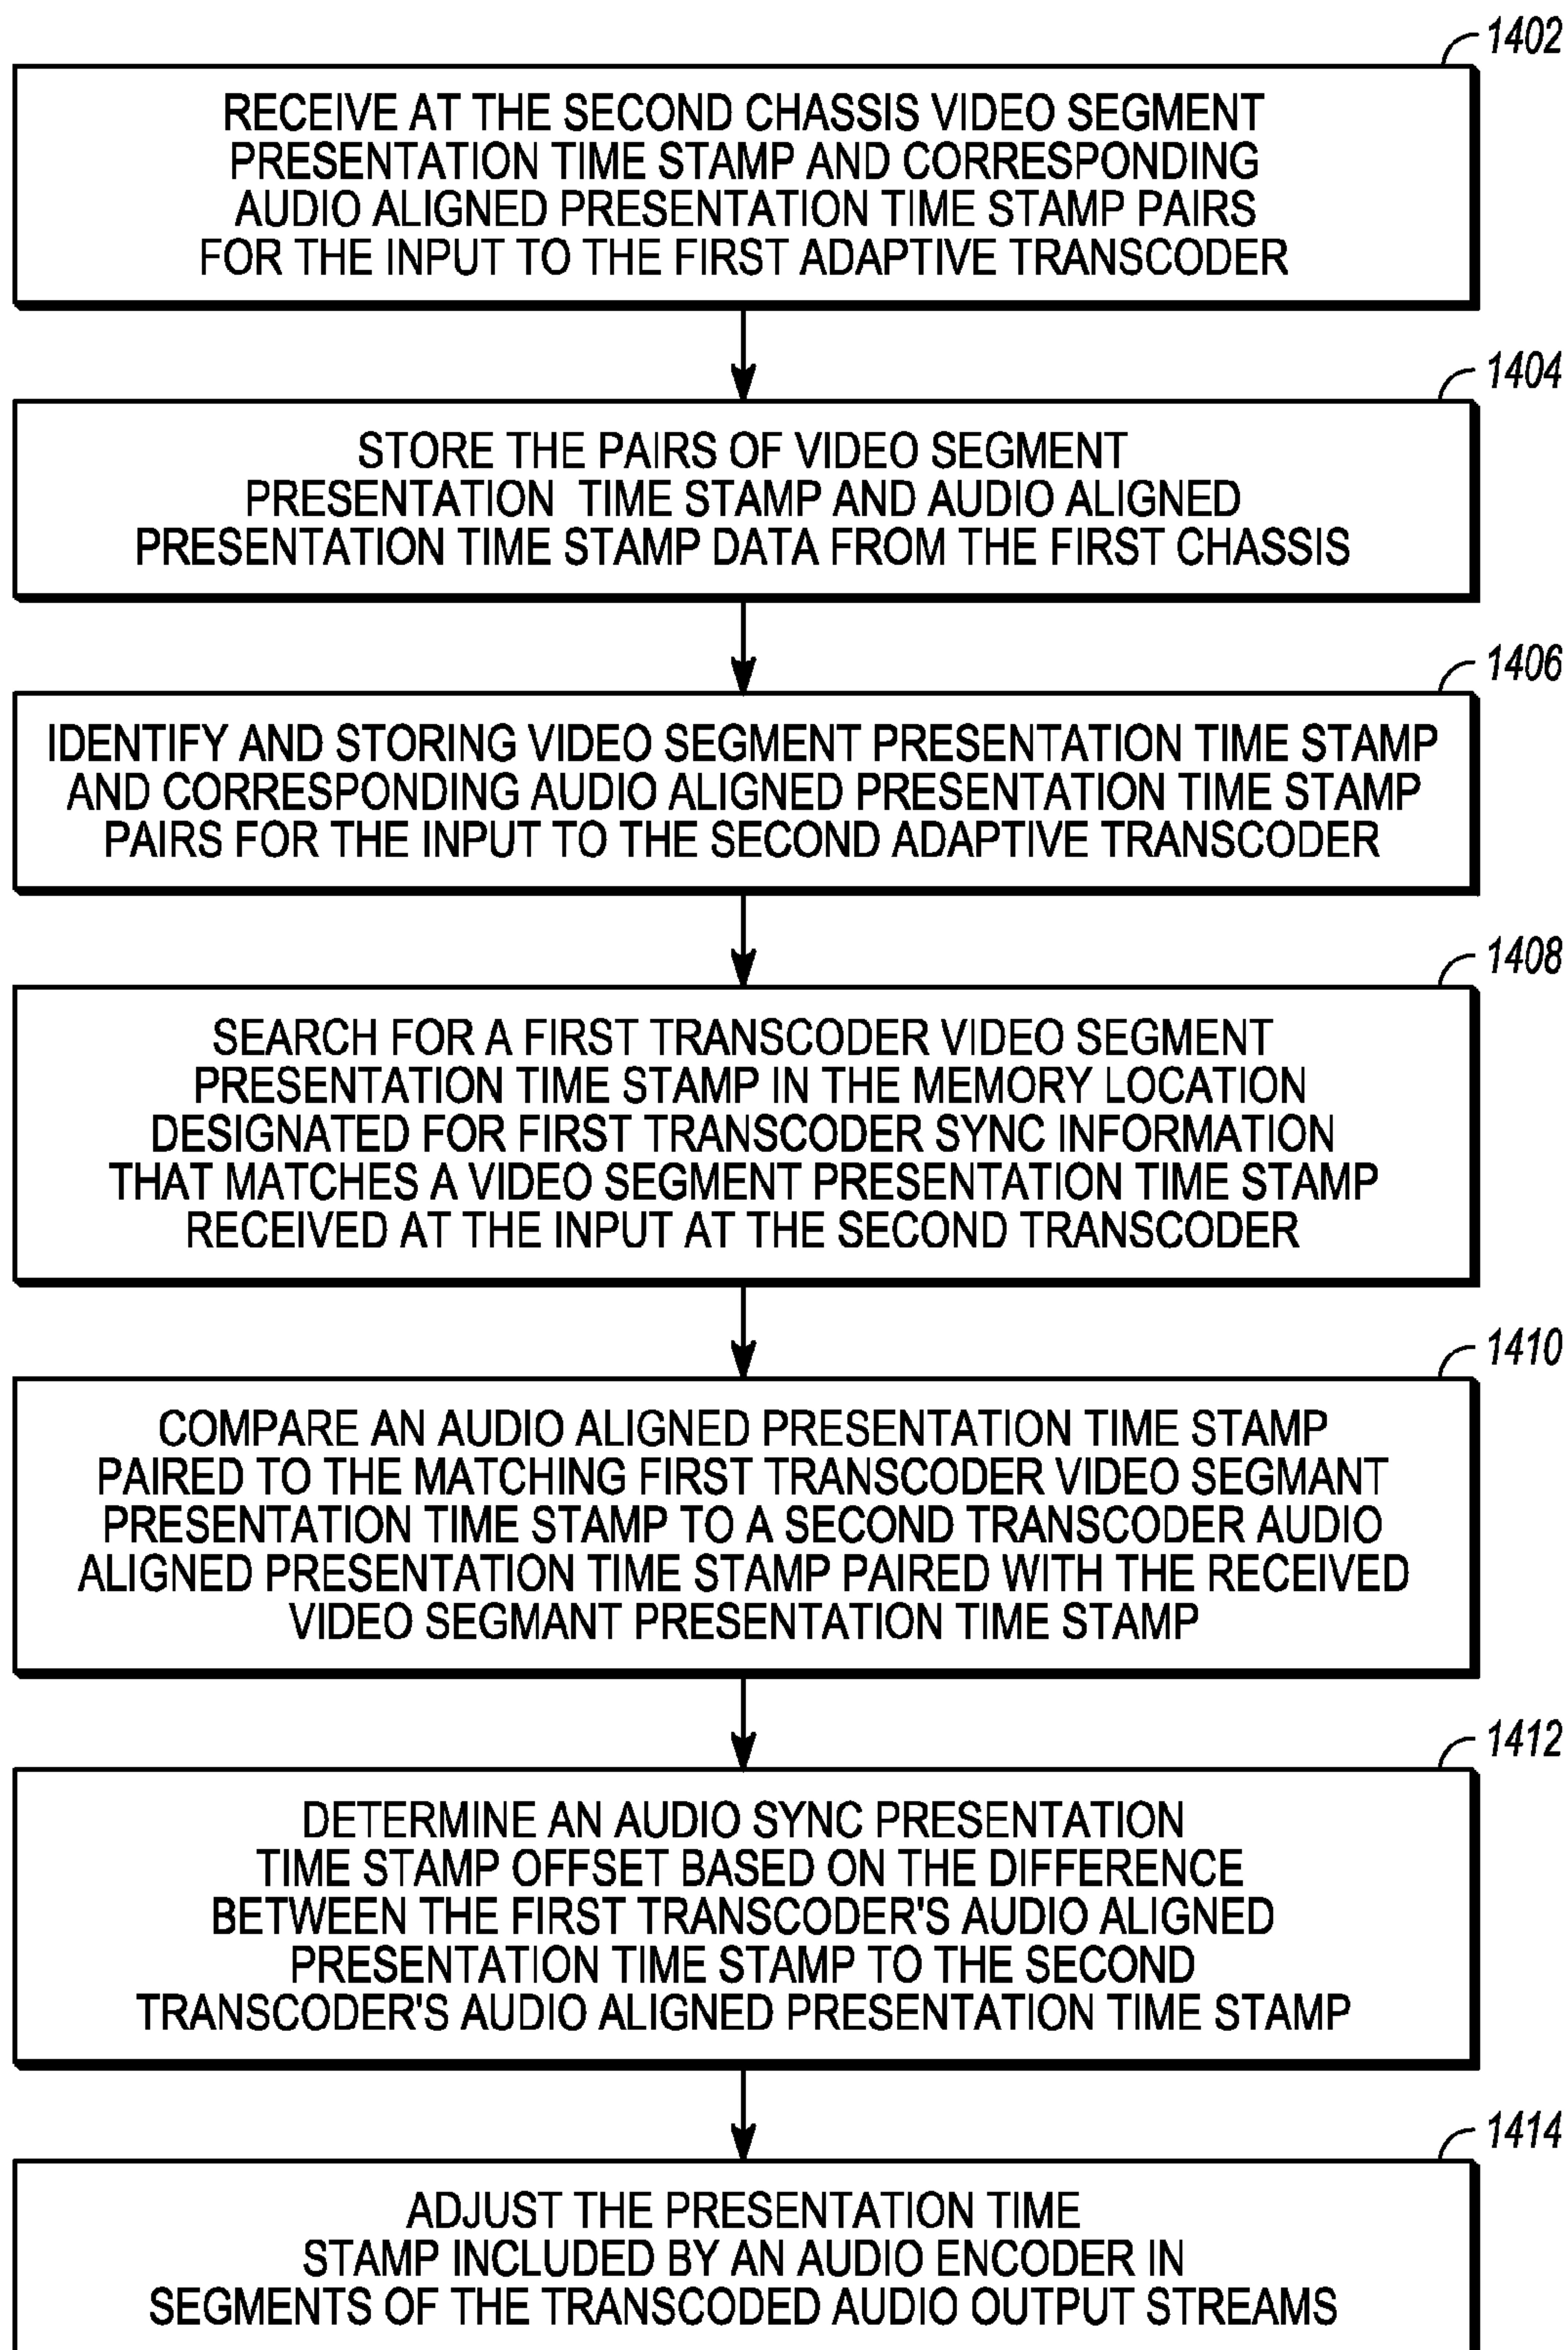 1402
RECEIVE AT THE SECOND CHASSIS VIDEO SEGMENT
PRESENTATION TIME STAMP AND CORRESPONDING
AUDIO ALIGNED PRESENTATION TIME STAMP PAIRS
FOR THE INPUT TO THE FIRST ADAPTIVE TRANSCODER
1404
STORE THE PAIRS OF VIDEO SEGMENT
PRESENTATION TIME STAMP AND AUDIO ALIGNED
PRESENTATION TIME STAMP DATA FROM THE FIRST CHASSIS
1406
IDENTIFY AND STORING VIDEO SEGMENT PRESENTATION TIME STAMP
AND CORRESPONDING AUDIO ALIGNED PRESENTATION TIME STAMP
PAIRS FOR THE INPUT TO THE SECOND ADAPTIVE TRANSCODER
1408
SEARCH FOR A FIRST TRANSCODER VIDEO SEGMENT
PRESENTATION TIME STAMP IN THE MEMORY LOCATION
DESIGNATED FOR FIRST TRANSCODER SYNC INFORMATION
THAT MATCHES A VIDEO SEGMENT PRESENTATION TIME STAMP
RECEIVED AT THE INPUT AT THE SECOND TRANSCODER
1410
COMPARE AN AUDIO ALIGNED PRESENTATION TIME STAMP
PAIRED TO THE MATCHING FIRST TRANSCODER VIDEO SEGMANT
PRESENTATION TIME STAMP TO A SECOND TRANSCODER AUDIO
ALIGNED PRESENTATION TIME STAMP PAIRED WITH THE RECEIVED
VIDEO SEGMANT PRESENTATION TIME STAMP
1412
DETERMINE AN AUDIO SYNC PRESENTATION
TIME STAMP OFFSET BASED ON THE DIFFERENCE
BETWEEN THE FIRST TRANSCODER'S AUDIO ALIGNED
PRESENTATION TIME STAMP TO THE SECOND
TRANSCODER'S AUDIO ALIGNED PRESENTATION TIME STAMP
1414
ADJUST THE PRESENTATION TIME
STAMP INCLUDED BY AN AUDIO ENCODER IN
SEGMENTS OF THE TRANSCODED AUDIO OUTPUT STREAMS